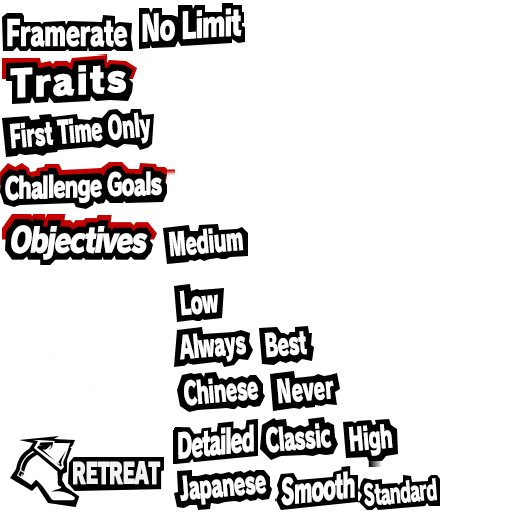 Framerate No Limit
Traits
First Time Only
Challenge Goals
Objectives Medium
Low
Always Best
Chinese Never
Detailed Classic High
RETREAT Japanese Smooth Standard